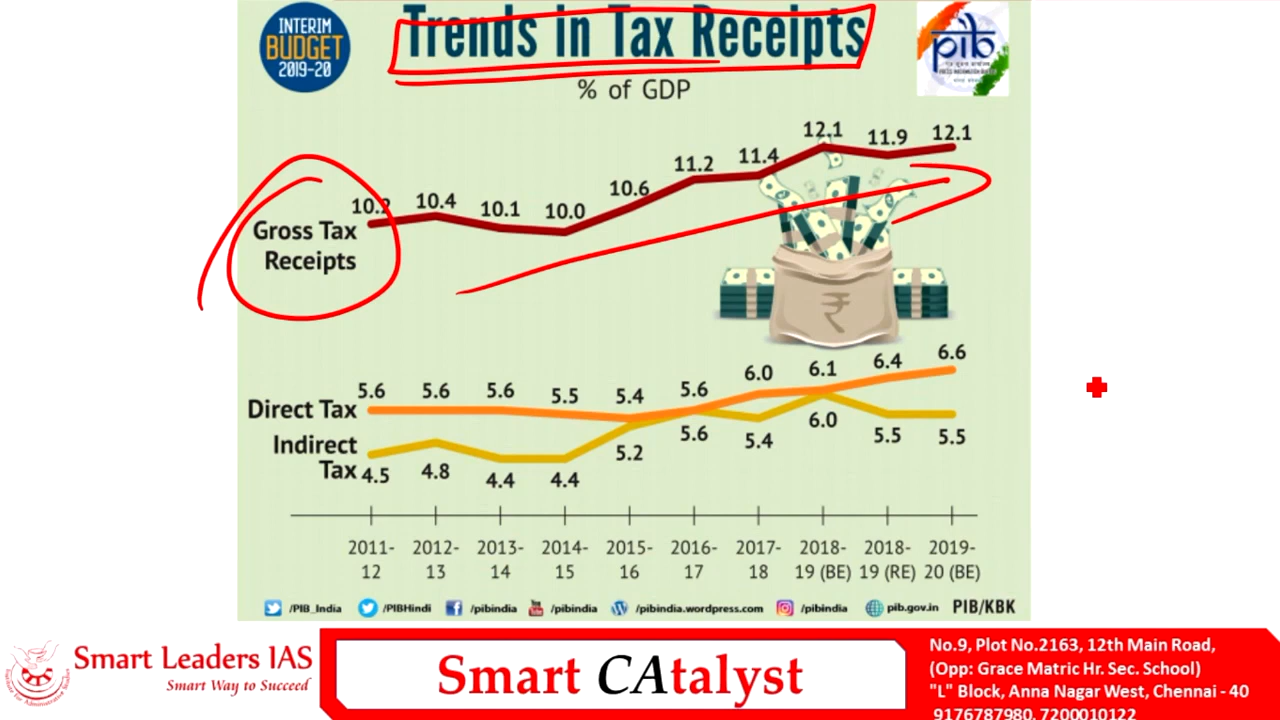 INTERIM
BUDGET
2019-20
Trends in Tax Receipts
% of GDP
pib
12.1 11.9 12.1
11.2 11.4
10.2 10.4 10.1 10.0 10.6
Gross Tax
Receipts
₹
5.6 5.6 5.6 5.5 5.4 5.6 6.0 6.1 6.4 6.6
Direct Tax
Indirect
Tax
4.5 4.8 4.4 4.4 5.2 5.6 5.4 6.0 5.5 5.5
2011- 2012- 2013- 2014- 2015- 2016- 2017- 2018- 2018- 2019-
12 13 14 15 16 17 18 19 (BE) 19 (RE) 20 (BE)
/PIB_India /PIBHindi /pibindia /pibindia /pibindia.wordpress.com /pibindia pib.gov.in PIB/KBK
Smart Leaders IAS
Smart Way to Succeed
Smart CAtalyst
No.9, Plot No.2163, 12th Main Road,
(Opp: Grace Matric Hr. Sec. School)
"L" Block, Anna Nagar West, Chennai - 40
9176787980, 7200010122